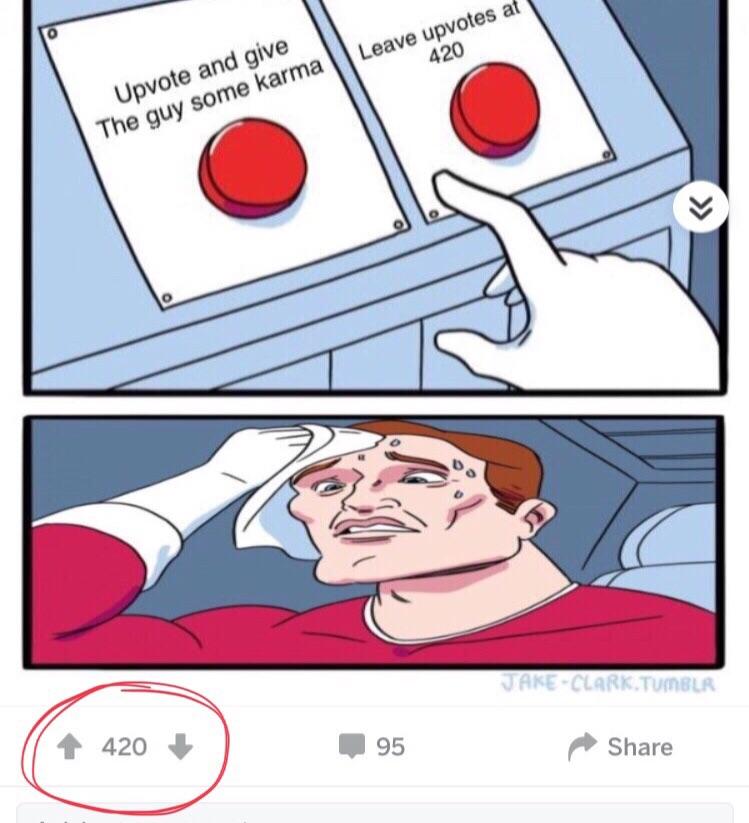 Upvote and give
The guy some karma
Leave upvotes at
420
JAKE-CLARK.TUMBLR
420
95
Share